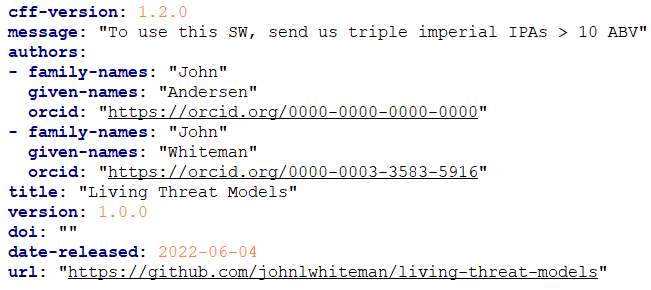 cff-version: 1.2.0
message: "To use this SW, send us triple imperial IPAs > 10 ABV"
authors:
- family-names: "John"
  given-names: "Andersen"
  orcid: "https://orcid.org/0000-0000-0000-0000"
- family-names: "John"
  given-names: "Whiteman"
  orcid: "https://orcid.org/0000-0003-3583-5916"
title: "Living Threat Models"
version: 1.0.0
doi: ""
date-released: 2022-06-04
url: "https://github.com/johnlwhiteman/living-threat-models"